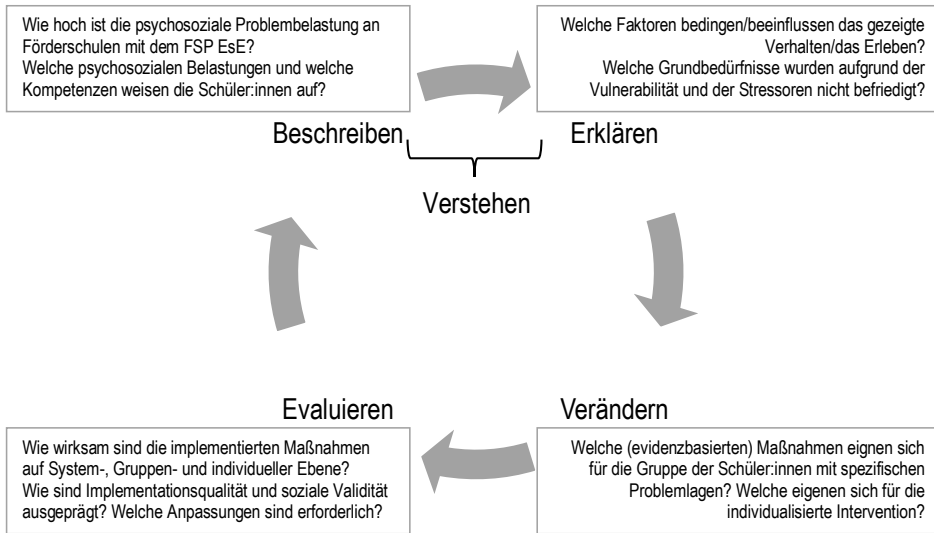 Wie hoch ist die psychosoziale Problembelastung an
Förderschulen mit dem FSP EsE?
Welche psychosozialen Belastungen und welche
Kompetenzen weisen die Schüler:innen auf?
Welche Faktoren bedingen/beeinflussen das gezeigte
Verhalten/das Erleben?
Welche Grundbedürfnisse wurden aufgrund der
Vulnerabilität und der Stressoren nicht befriedigt?
Beschreiben
Erklären
Verstehen
Evaluieren
Verändern
Wie wirksam sind die implementierten Maßnahmen
auf System-, Gruppen- und individueller Ebene?
Wie sind Implementationsqualität und soziale Validität
ausgeprägt? Welche Anpassungen sind erforderlich?
Welche (evidenzbasierten) Maßnahmen eignen sich
für die Gruppe der Schüler:innen mit spezifischen
Problemlagen? Welche eigenen sich für die
individualisierte Intervention?